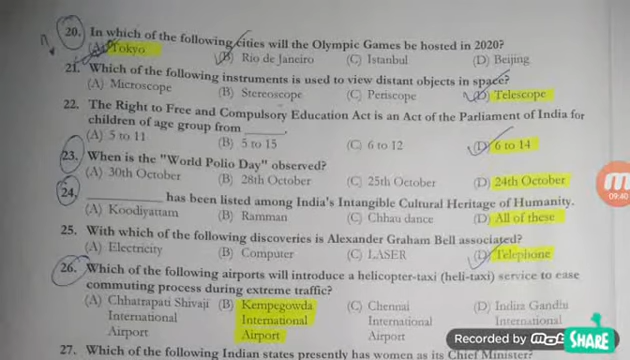 20. In which of the following cities will the Olympic Games be hosted in 2020?
(A) Tokyo (B) Rio de Janeiro (C) Istanbul (D) Beijing
21. Which of the following instruments is used to view distant objects in space?
(A) Microscope (B) Stereoscope (C) Periscope (D) Telescope
22. The Right to Free and Compulsory Education Act is an Act of the Parliament of India for
children of age group from ______.
(A) 5 to 11 (B) 5 to 15 (C) 6 to 12 (D) 6 to 14
23. When is the "World Polio Day" observed?
(A) 30th October (B) 28th October (C) 25th October (D) 24th October
24. __________ has been listed among India's Intangible Cultural Heritage of Humanity.
(A) Koodiyattam (B) Ramman (C) Chhau dance (D) All of these
25. With which of the following discoveries is Alexander Graham Bell associated?
(A) Electricity (B) Computer (C) LASER (D) Telephone
26. Which of the following airports will introduce a helicopter-taxi (heli-taxi) service to ease
commuting process during extreme traffic?
(A) Chhatrapati Shivaji (B) Kempegowda (C) Chennai (D) Indira Gandhi
International International International International
Airport Airport Airport
27. Which of the following Indian states presently has women as its Chief Minister?
09:40
Recorded by
SHARE